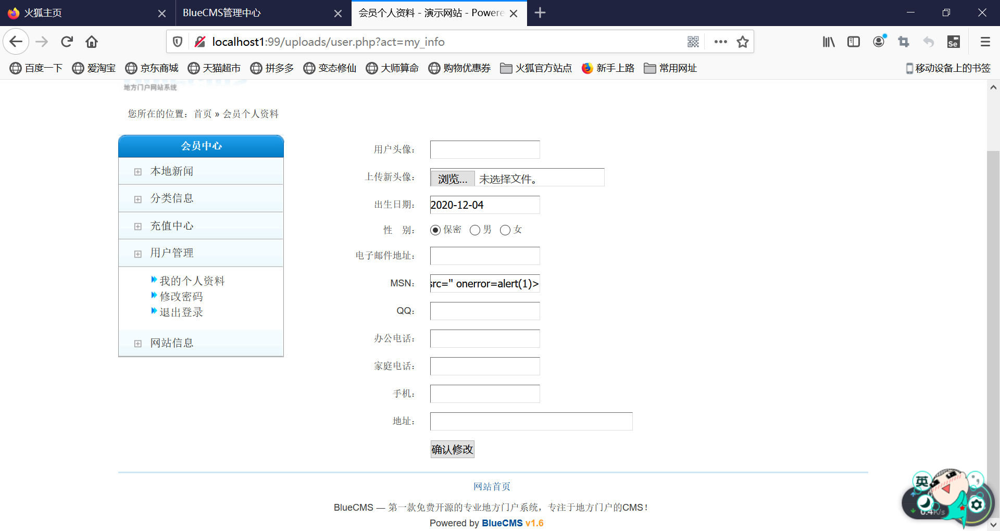 火狐主页
BlueCMS管理中心
会员个人资料 - 演示网站 - Powere
localhost1:99/uploads/user.php?act=my_info
Se
百度一下 爱淘宝 京东商城 天猫超市 拼多多 变态修仙 大师算命 购物优惠券 火狐官方站点 新手上路 常用网址 移动设备上的书签
地方门户网站系统
您所在的位置：首页 » 会员个人资料
会员中心
本地新闻
分类信息
充值中心
用户管理
我的个人资料
修改密码
退出登录
网站信息
用户头像：
上传新头像： 浏览... 未选择文件。
出生日期： 2020-12-04
性 别： 保密 男 女
电子邮件地址：
MSN： src=" onerror=alert(1)>
QQ：
办公电话：
家庭电话：
手机：
地址：
确认修改
网站首页
BlueCMS — 第一款免费开源的专业地方门户系统，专注于地方门户的CMS！
Powered by BlueCMS v1.6
英